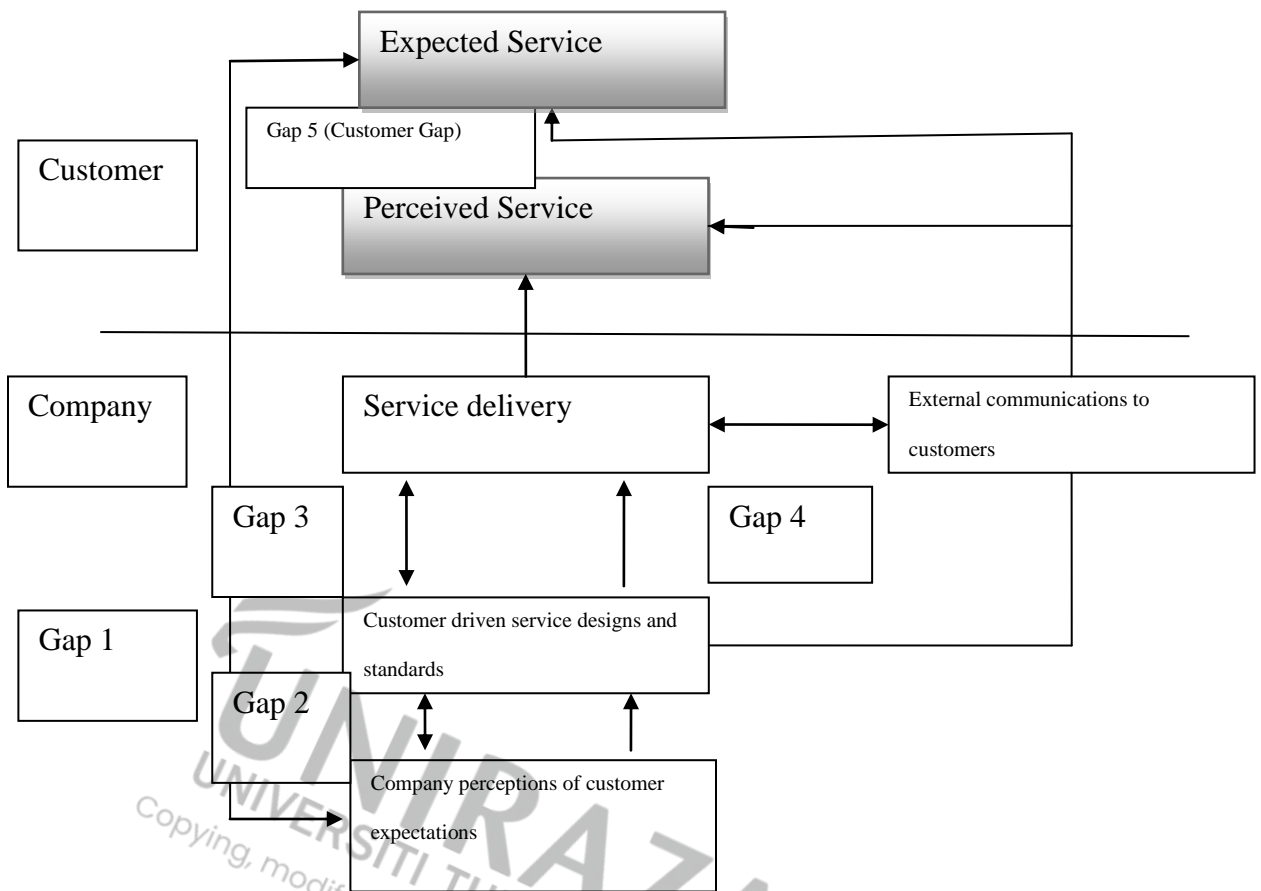 Expected Service
Gap 5 (Customer Gap)
Customer
Perceived Service
Company
Service delivery
External communications to
customers
Gap 3
Gap 4
Gap 1
Customer driven service designs and
standards
Gap 2
Company perceptions of customer
expectations
UNIRAZA
UNIVERSITI TU
Copying, modif